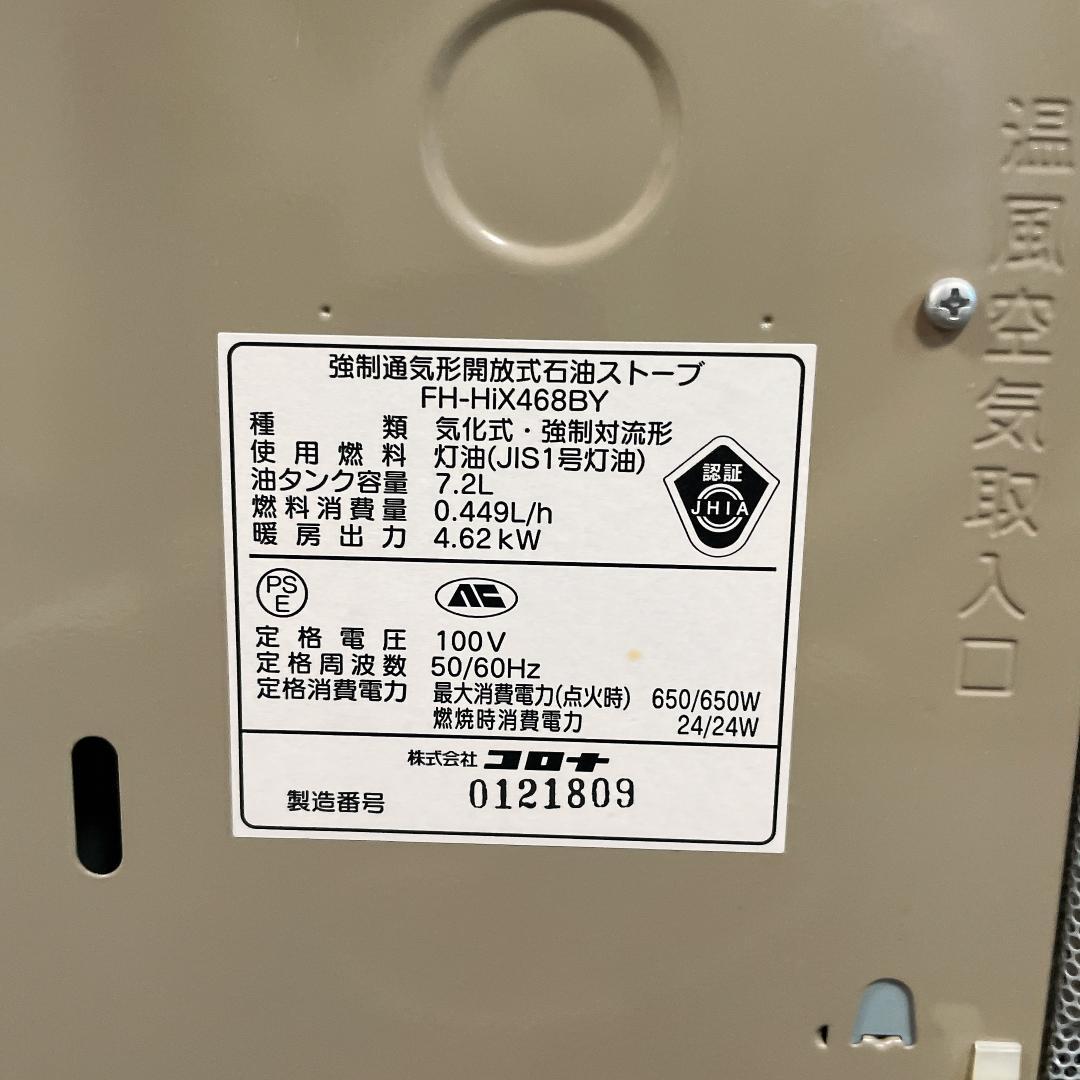 強制通気形開放式石油ストーブ
FH-HiX468BY
種類 気化式・強制対流形
使用燃料 灯油(JIS1号灯油)
油タンク容量 7.2L
燃料消費量 0.449L/h
暖房出力 4.62kW
認証
JHIA
PS
E
定格電圧 100V
定格周波数 50/60Hz
定格消費電力 最大消費電力(点火時) 650/650W
燃焼時消費電力 24/24W
株式会社 コロナ
製造番号 0121809
温風空気取入口